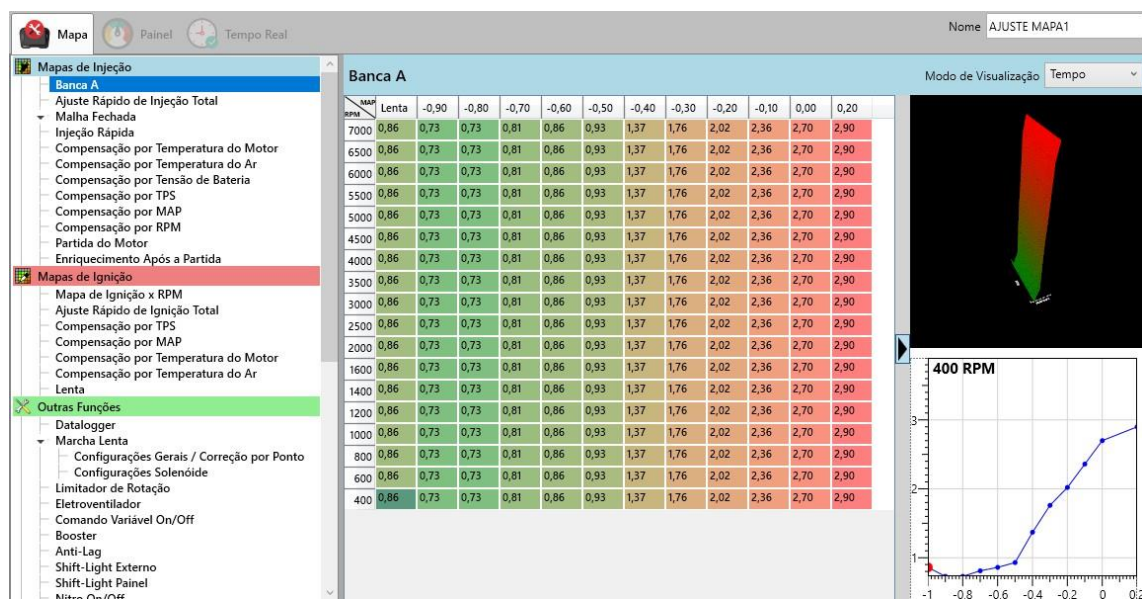 Mapa Painel Tempo Real Nome AJUSTE MAPA1
Mapas de Injeção
Banca A
Ajuste Rápido de Injeção Total
Malha Fechada
Injeção Rápida
Compensação por Temperatura do Motor
Compensação por Temperatura do Ar
Compensação por Tensão de Bateria
Compensação por TPS
Compensação por MAP
Compensação por RPM
Partida do Motor
Enriquecimento Após a Partida
Mapas de Ignição
Mapa de Ignição x RPM
Ajuste Rápido de Ignição Total
Compensação por TPS
Compensação por MAP
Compensação por Temperatura do Motor
Compensação por Temperatura do Ar
Lenta
Outras Funções
Datalogger
Marcha Lenta
Configurações Gerais / Correção por Ponto
Configurações Solenóide
Limitador de Rotação
Eletroventilador
Comando Variável On/Off
Booster
Anti-Lag
Shift-Light Externo
Shift-Light Painel
Nitro On/Off
Banca A Modo de Visualização Tempo
MAP
RPM
Lenta -0,90 -0,80 -0,70 -0,60 -0,50 -0,40 -0,30 -0,20 -0,10 0,00 0,20
7000 0,86 0,73 0,73 0,81 0,86 0,93 1,37 1,76 2,02 2,36 2,70 2,90
6500 0,86 0,73 0,73 0,81 0,86 0,93 1,37 1,76 2,02 2,36 2,70 2,90
6000 0,86 0,73 0,73 0,81 0,86 0,93 1,37 1,76 2,02 2,36 2,70 2,90
5500 0,86 0,73 0,73 0,81 0,86 0,93 1,37 1,76 2,02 2,36 2,70 2,90
5000 0,86 0,73 0,73 0,81 0,86 0,93 1,37 1,76 2,02 2,36 2,70 2,90
4500 0,86 0,73 0,73 0,81 0,86 0,93 1,37 1,76 2,02 2,36 2,70 2,90
4000 0,86 0,73 0,73 0,81 0,86 0,93 1,37 1,76 2,02 2,36 2,70 2,90
3500 0,86 0,73 0,73 0,81 0,86 0,93 1,37 1,76 2,02 2,36 2,70 2,90
3000 0,86 0,73 0,73 0,81 0,86 0,93 1,37 1,76 2,02 2,36 2,70 2,90
2500 0,86 0,73 0,73 0,81 0,86 0,93 1,37 1,76 2,02 2,36 2,70 2,90
2000 0,86 0,73 0,73 0,81 0,86 0,93 1,37 1,76 2,02 2,36 2,70 2,90
1600 0,86 0,73 0,73 0,81 0,86 0,93 1,37 1,76 2,02 2,36 2,70 2,90
1400 0,86 0,73 0,73 0,81 0,86 0,93 1,37 1,76 2,02 2,36 2,70 2,90
1200 0,86 0,73 0,73 0,81 0,86 0,93 1,37 1,76 2,02 2,36 2,70 2,90
1000 0,86 0,73 0,73 0,81 0,86 0,93 1,37 1,76 2,02 2,36 2,70 2,90
800 0,86 0,73 0,73 0,81 0,86 0,93 1,37 1,76 2,02 2,36 2,70 2,90
600 0,86 0,73 0,73 0,81 0,86 0,93 1,37 1,76 2,02 2,36 2,70 2,90
400 0,86 0,73 0,73 0,81 0,86 0,93 1,37 1,76 2,02 2,36 2,70 2,90
400 RPM
3
2
1
-1 -0.8 -0.6 -0.4 -0.2 0